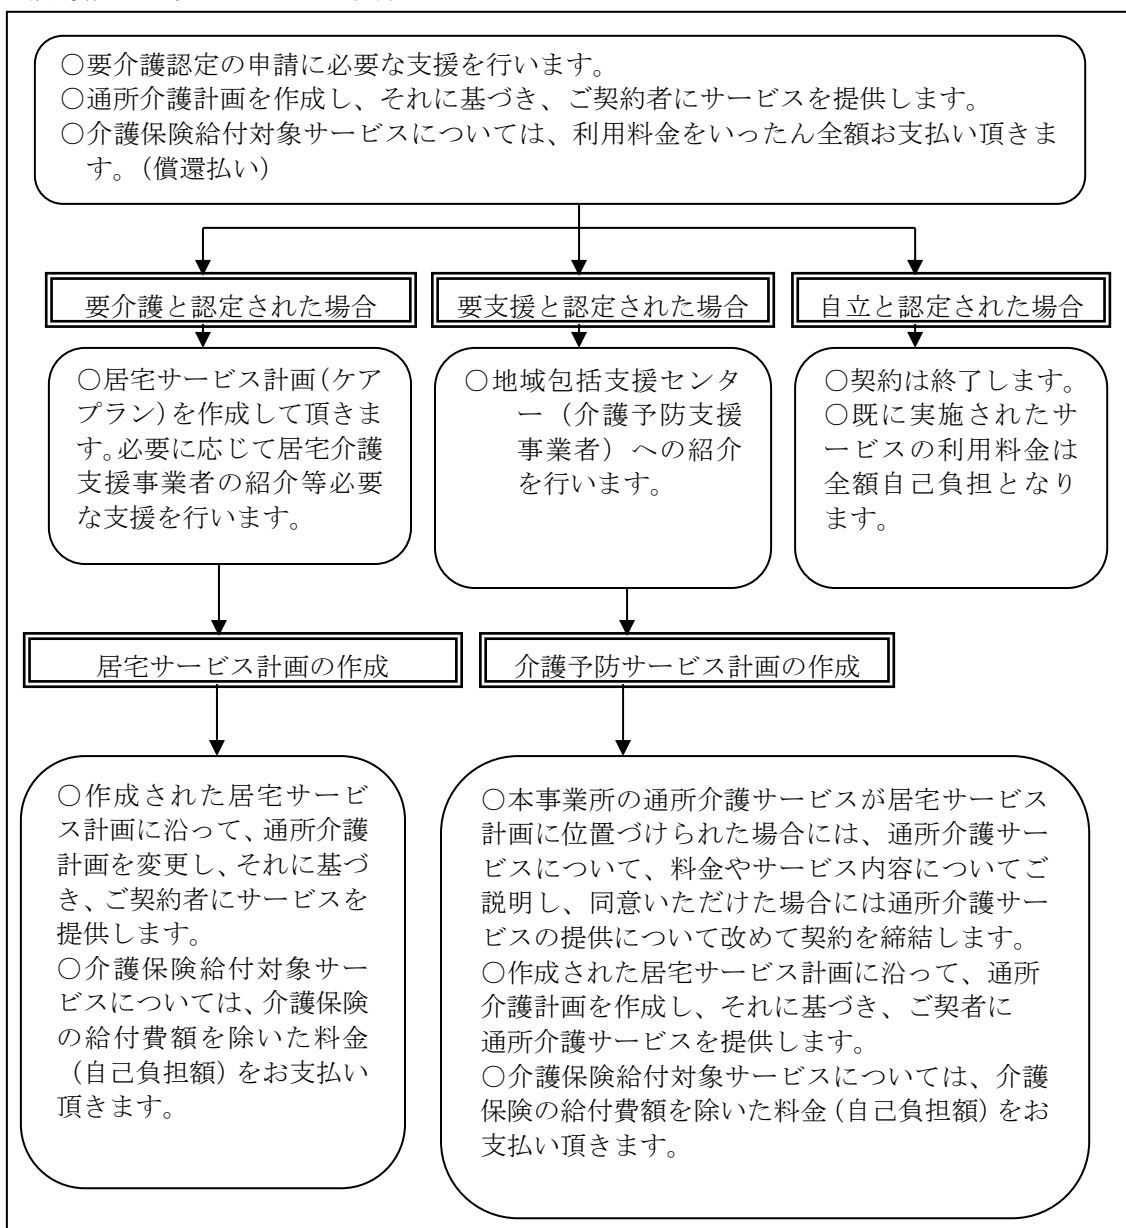 ○要介護認定の申請に必要な支援を行います。
○通所介護計画を作成し、それに基づき、ご契約者にサービスを提供します。
○介護保険給付対象サービスについては、利用料金をいったん全額お支払い頂きま
す。（償還払い）
要介護と認定された場合
要支援と認定された場合
自立と認定された場合
○居宅サービス計画（ケア
プラン）を作成して頂きま
す。必要に応じて居宅介護
支援事業者の紹介等必要
な支援を行います。
○地域包括支援センタ
ー（介護予防支援
事業者）への紹介
を行います。
○契約は終了します。
○既に実施されたサ
ービスの利用料金は
全額自己負担となり
ます。
居宅サービス計画の作成
介護予防サービス計画の作成
○作成された居宅サービ
ス計画に沿って、通所介護
計画を変更し、それに基づ
き、ご契約者にサービスを
提供します。
○介護保険給付対象サー
ビスについては、介護保険
の給付費額を除いた料金
（自己負担額）をお支払い
頂きます。
○本事業所の通所介護サービスが居宅サービス
計画に位置づけられた場合には、通所介護サー
ビスについて、料金やサービス内容についてご
説明し、同意いただけた場合には通所介護サー
ビスの提供について改めて契約を締結します。
○作成された居宅サービス計画に沿って、通所
介護計画を作成し、それに基づき、ご契者に
通所介護サービスを提供します。
○介護保険給付対象サービスについては、介護
保険の給付費額を除いた料金（自己負担額）をお
支払い頂きます。